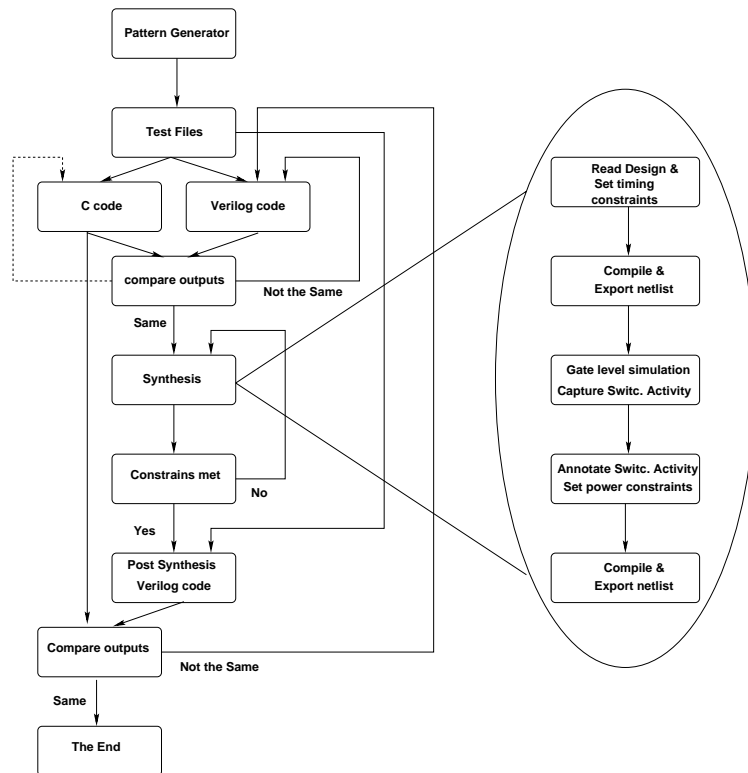 Pattern Generator
Test Files
C code
Verilog code
compare outputs
Not the Same
Same
Synthesis
Constrains met
No
Yes
Post Synthesis
Verilog code
Compare outputs
Not the Same
Same
The End
Read Design &
Set timing
constraints
Compile &
Export netlist
Gate level simulation
Capture Switc. Activity
Annotate Switc. Activity
Set power constraints
Compile &
Export netlist